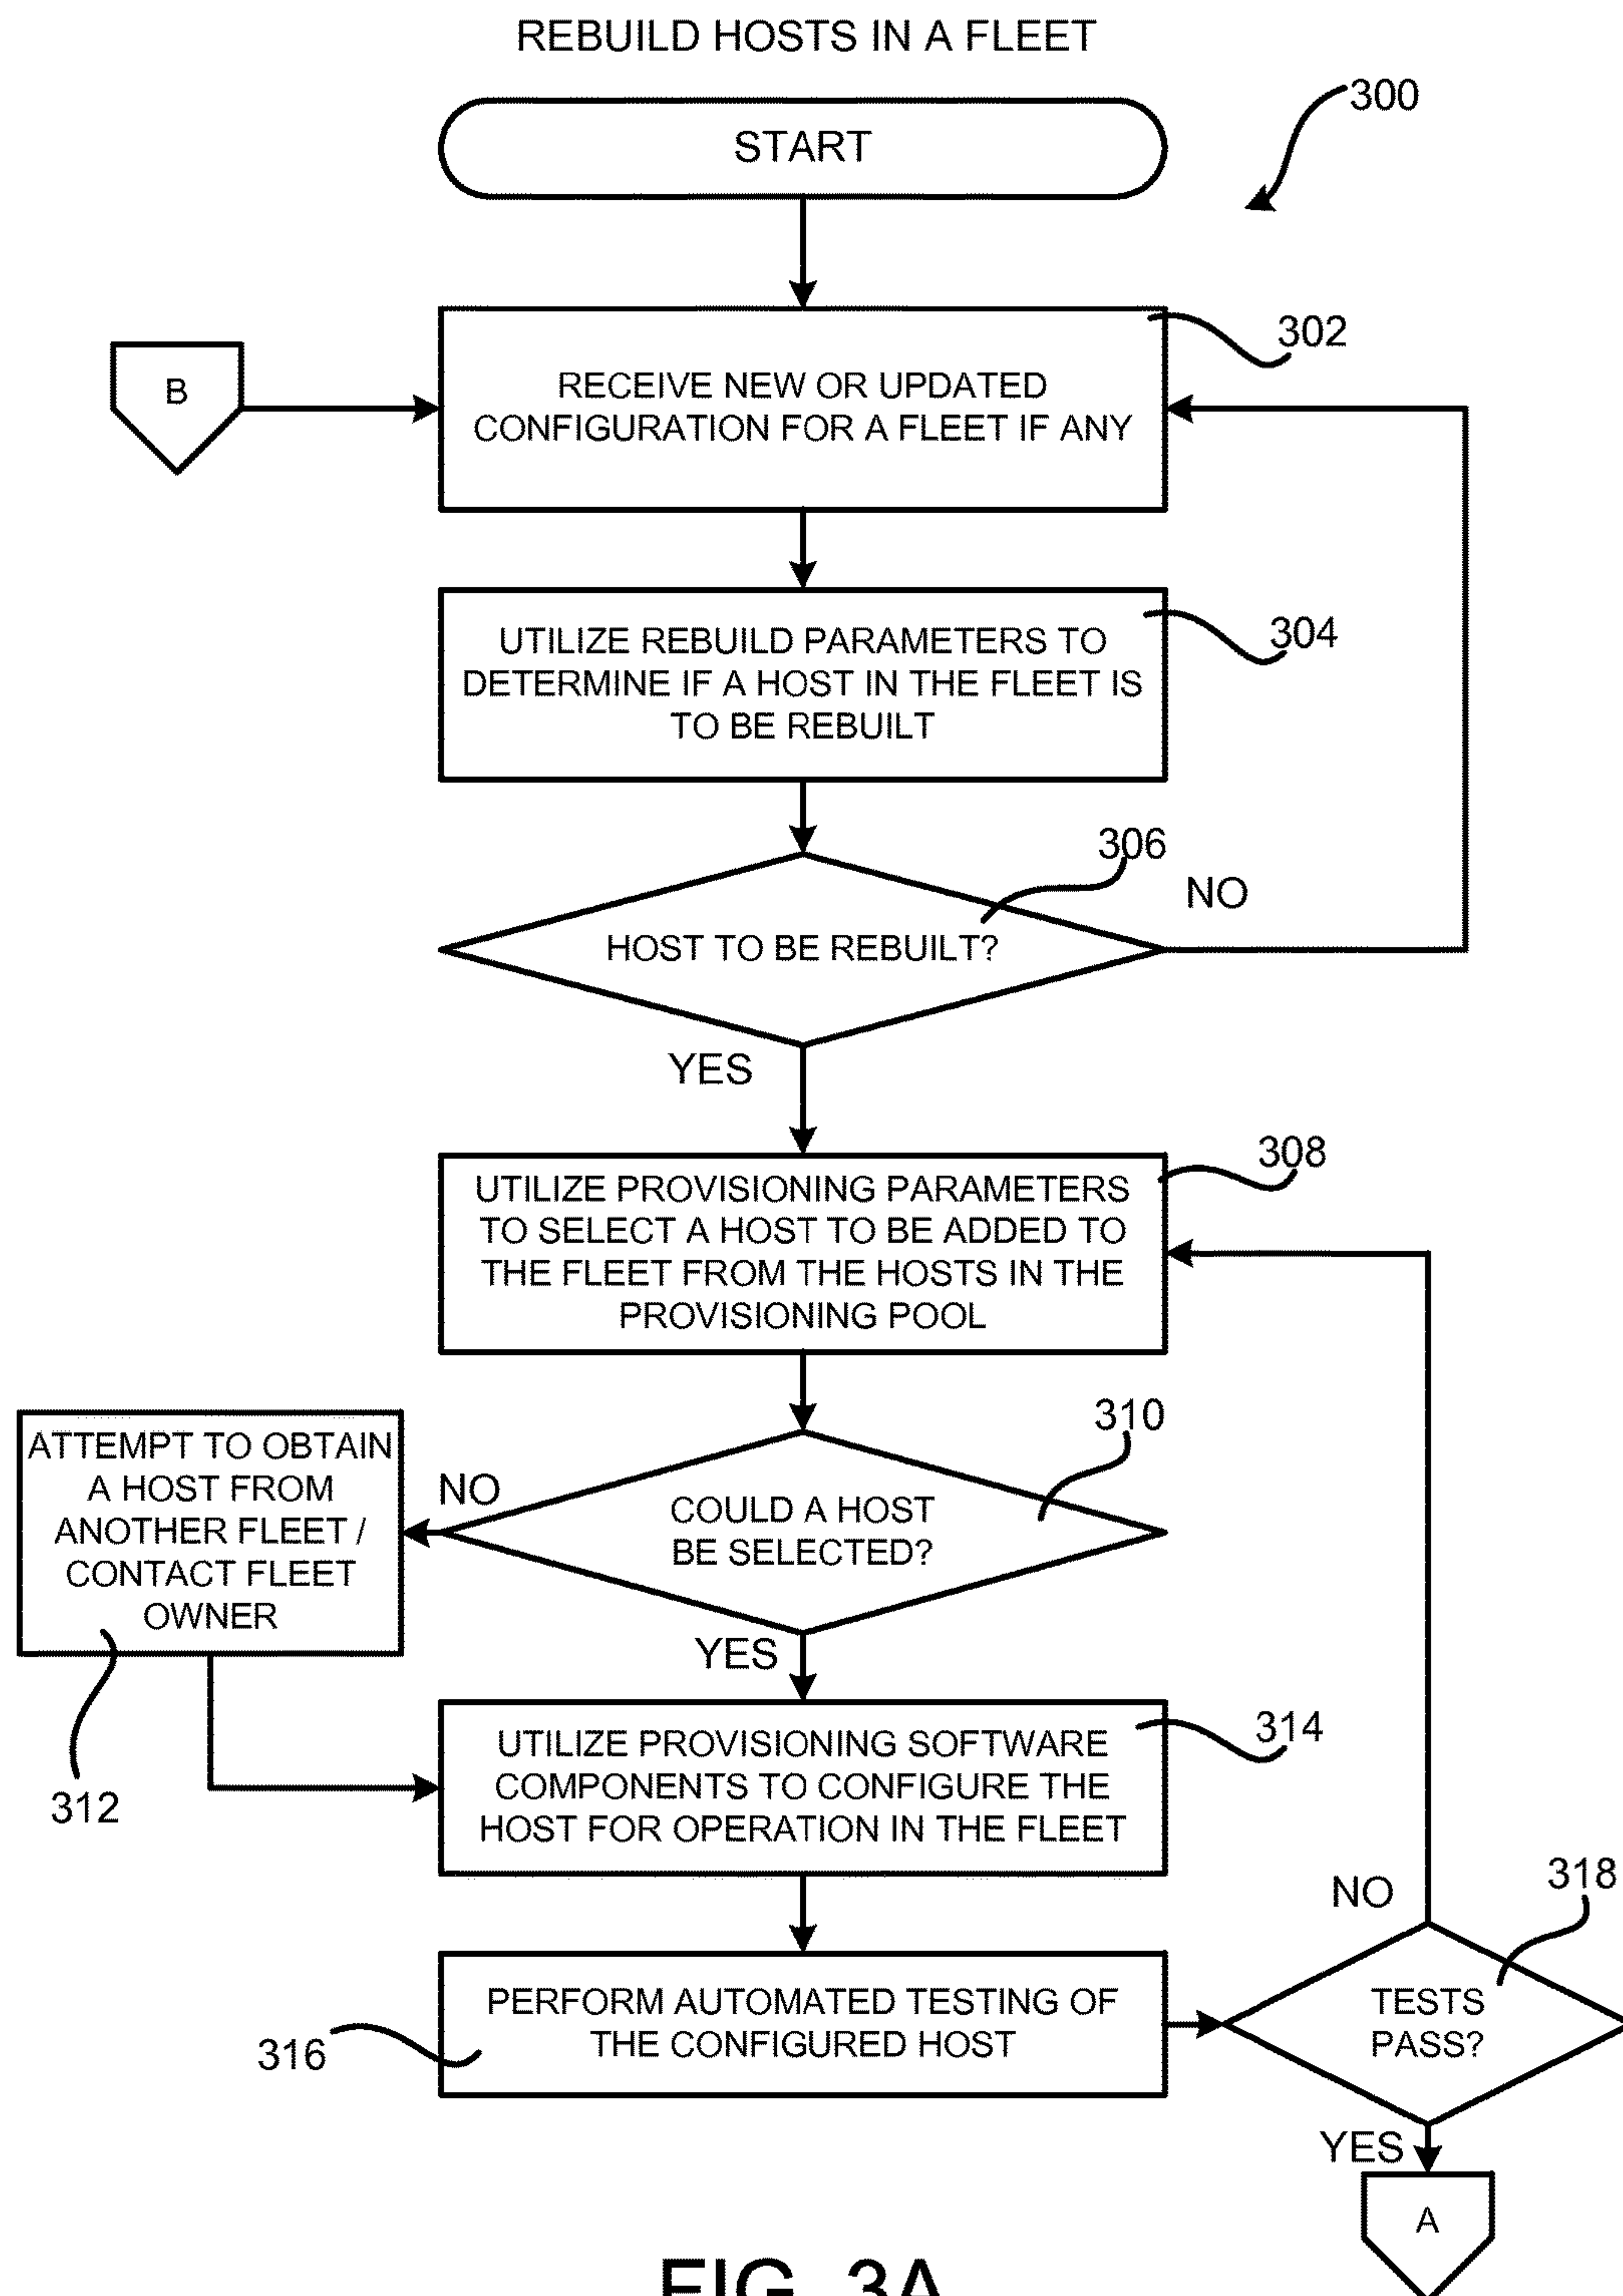 REBUILD HOSTS IN A FLEET
START
300
302
B
RECEIVE NEW OR UPDATED
CONFIGURATION FOR A FLEET IF ANY
304
UTILIZE REBUILD PARAMETERS TO
DETERMINE IF A HOST IN THE FLEET IS
TO BE REBUILT
306
NO
HOST TO BE REBUILT?
YES
308
UTILIZE PROVISIONING PARAMETERS
TO SELECT A HOST TO BE ADDED TO
THE FLEET FROM THE HOSTS IN THE
PROVISIONING POOL
310
COULD A HOST
BE SELECTED?
NO
ATTEMPT TO OBTAIN
A HOST FROM
ANOTHER FLEET /
CONTACT FLEET
OWNER
312
YES
314
UTILIZE PROVISIONING SOFTWARE
COMPONENTS TO CONFIGURE THE
HOST FOR OPERATION IN THE FLEET
316
PERFORM AUTOMATED TESTING OF
THE CONFIGURED HOST
318
NO
TESTS
PASS?
YES
A
FIG. 3A